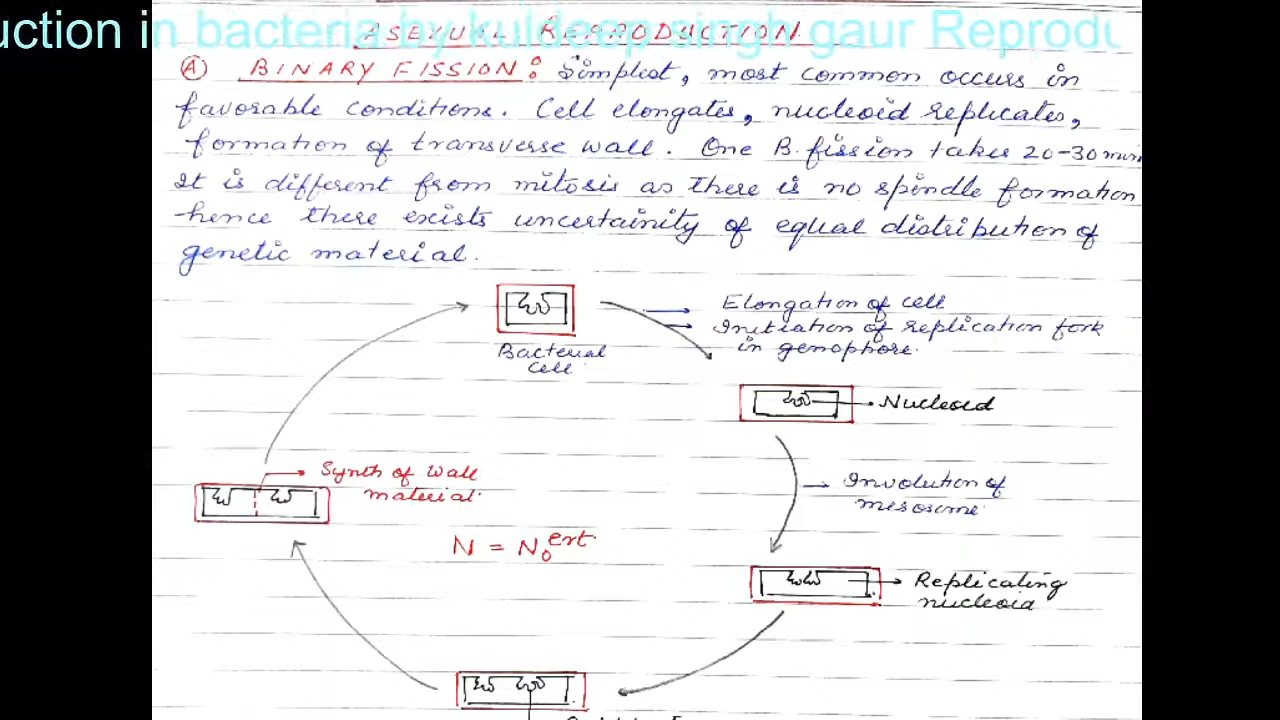 uction in bacteria by kuldeep singh gaur Reprodu
ASEXUAL REPRODUCTION.
(A) BINARY FISSION: Simplest, most common occurs in
favorable conditions. Cell elongates, nucleoid replicates,
formation of transverse wall. One B. fission takes 20-30 min
It is different from mitosis as there is no spindle formation
hence there exists uncertainity of equal distribution of
genetic material.
Elongation of cell
Initiation of replication fork
in genophore.
Bacterial
Cell
Nucleoid
Synth of wall
material.
Involution of
mesosome
N = N₀ert.
Replicating
nucleoid